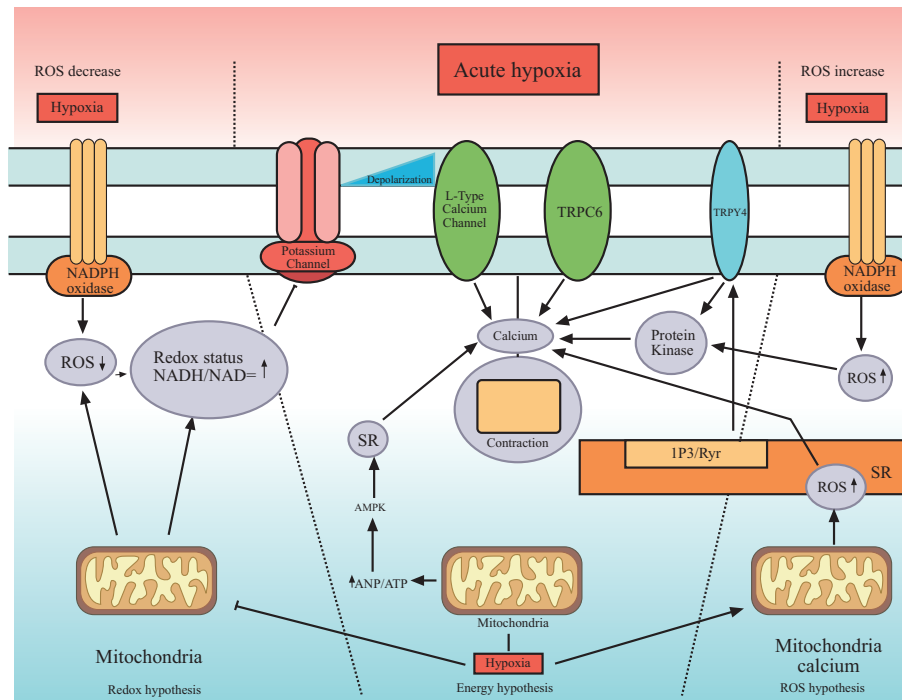 ROS decrease
Hypoxia
Acute hypoxia
ROS increase
Hypoxia
Depolarization
L-Type
Calcium
Channel
TRPC6
TRPY4
Potassium
Channel
NADPH
oxidase
NADPH
oxidase
ROS
Redox status
NADH/NAD=
Calcium
Protein
Kinase
ROS
Contraction
SR
1P3/Ryr
SR
ROS
AMPK
ANP/ATP
Mitochondria
Mitochondria
Hypoxia
Mitochondria
calcium
Redox hypothesis
Energy hypothesis
ROS hypothesis